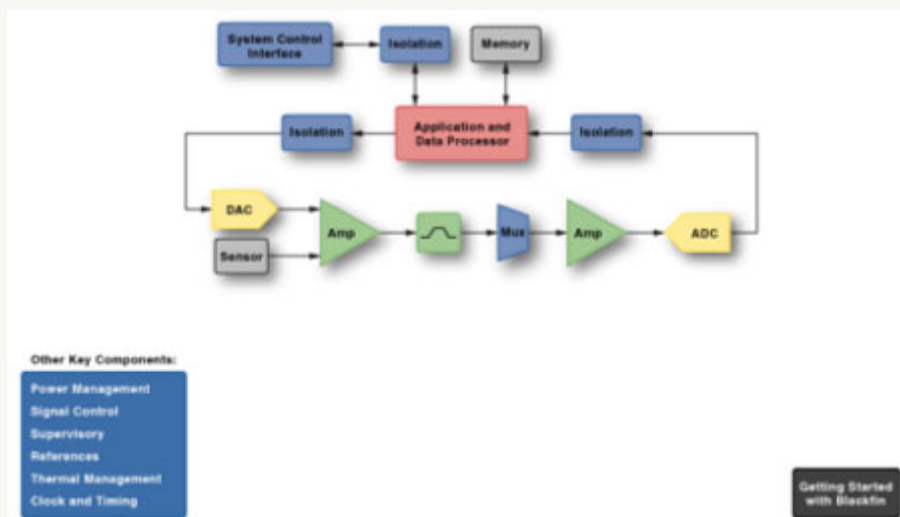 System Control
Interface
Isolation
Memory
Isolation
Application and
Data Processor
Isolation
DAC
Amp
Mux
Amp
ADC
Sensor
Other Key Components:
Power Management
Signal Control
Supervisory
References
Thermal Management
Clock and Timing
Getting Started
with Blackfin